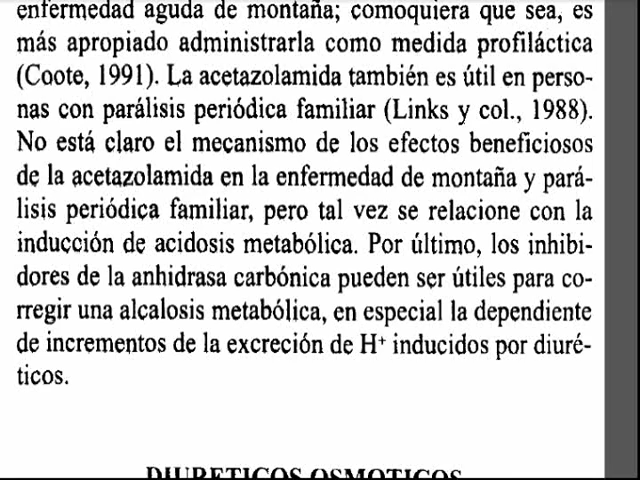 enfermedad aguda de montaña; comoquiera que sea, es
más apropiado administrarla como medida profiláctica
(Coote, 1991). La acetazolamida también es útil en perso-
nas con parálisis periódica familiar (Links y col., 1988).
No está claro el mecanismo de los efectos beneficiosos
de la acetazolamida en la enfermedad de montaña y pará-
lisis periódica familiar, pero tal vez se relacione con la
inducción de acidosis metabólica. Por último, los inhibi-
dores de la anhidrasa carbónica pueden ser útiles para co-
rregir una alcalosis metabólica, en especial la dependiente
de incrementos de la excreción de H⁺ inducidos por diuré-
ticos.
DIURETICOS OSMOTICOS